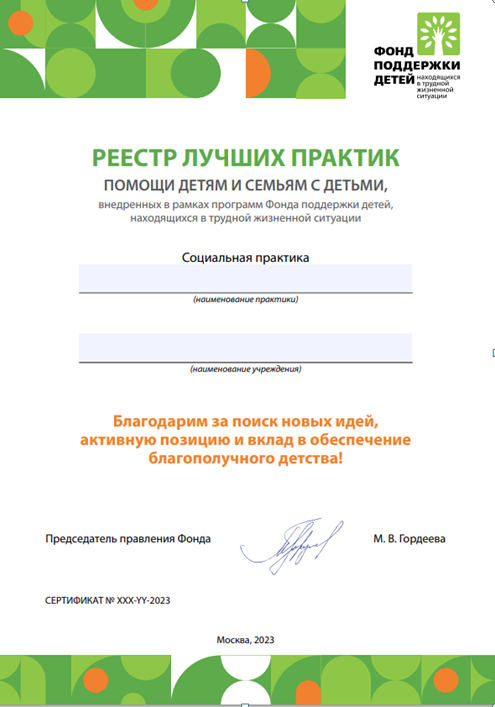 ФОНД
ПОДДЕРЖКИ
ДЕТЕЙ находящихся
в трудной
жизненной
ситуации
РЕЕСТР ЛУЧШИХ ПРАКТИК
ПОМОЩИ ДЕТЯМ И СЕМЬЯМ С ДЕТЬМИ,
внедренных в рамках программ Фонда поддержки детей,
находящихся в трудной жизненной ситуации
Социальная практика
(наименование практики)
(наименование учреждения)
Благодарим за поиск новых идей,
активную позицию и вклад в обеспечение
благополучного детства!
Председатель правления Фонда М. В. Гордеева
СЕРТИФИКАТ № XXX-YY-2023
Москва, 2023